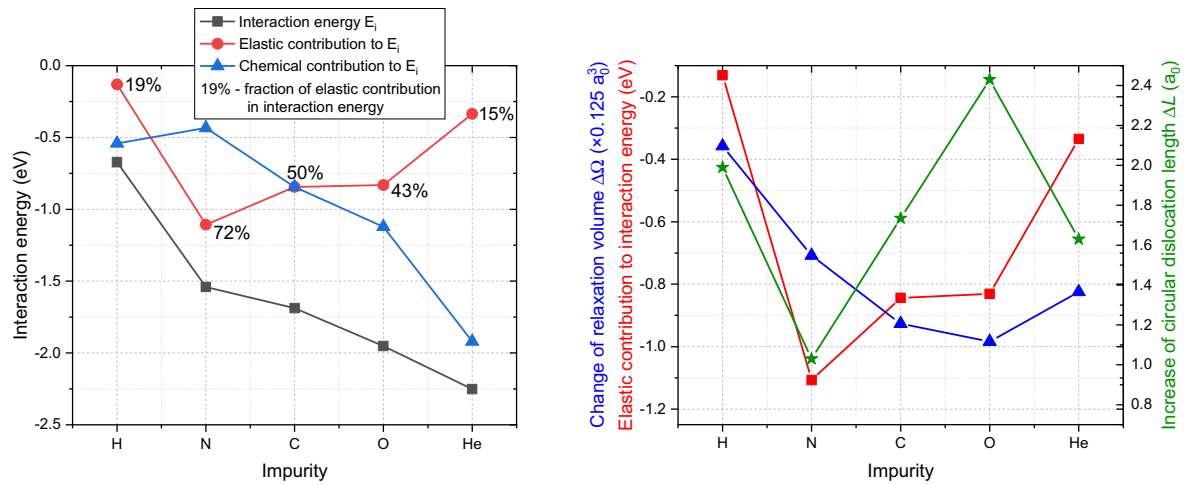 Interaction energy E_i
Elastic contribution to E_i
Chemical contribution to E_i
19% - fraction of elastic contribution
in interaction energy
Interaction energy (eV)
0.0
-0.5
-1.0
-1.5
-2.0
-2.5
19%
72%
50%
43%
15%
H N C O He
Impurity
Change of relaxation volume ΔΩ (×0.125 a₀³)
Elastic contribution to interaction energy (eV)
-0.2
-0.4
-0.6
-0.8
-1.0
-1.2
H N C O He
Impurity
2.4
2.2
2.0
1.8
1.6
1.4
1.2
1.0
0.8
Increase of circular dislocation length ΔL (a₀)